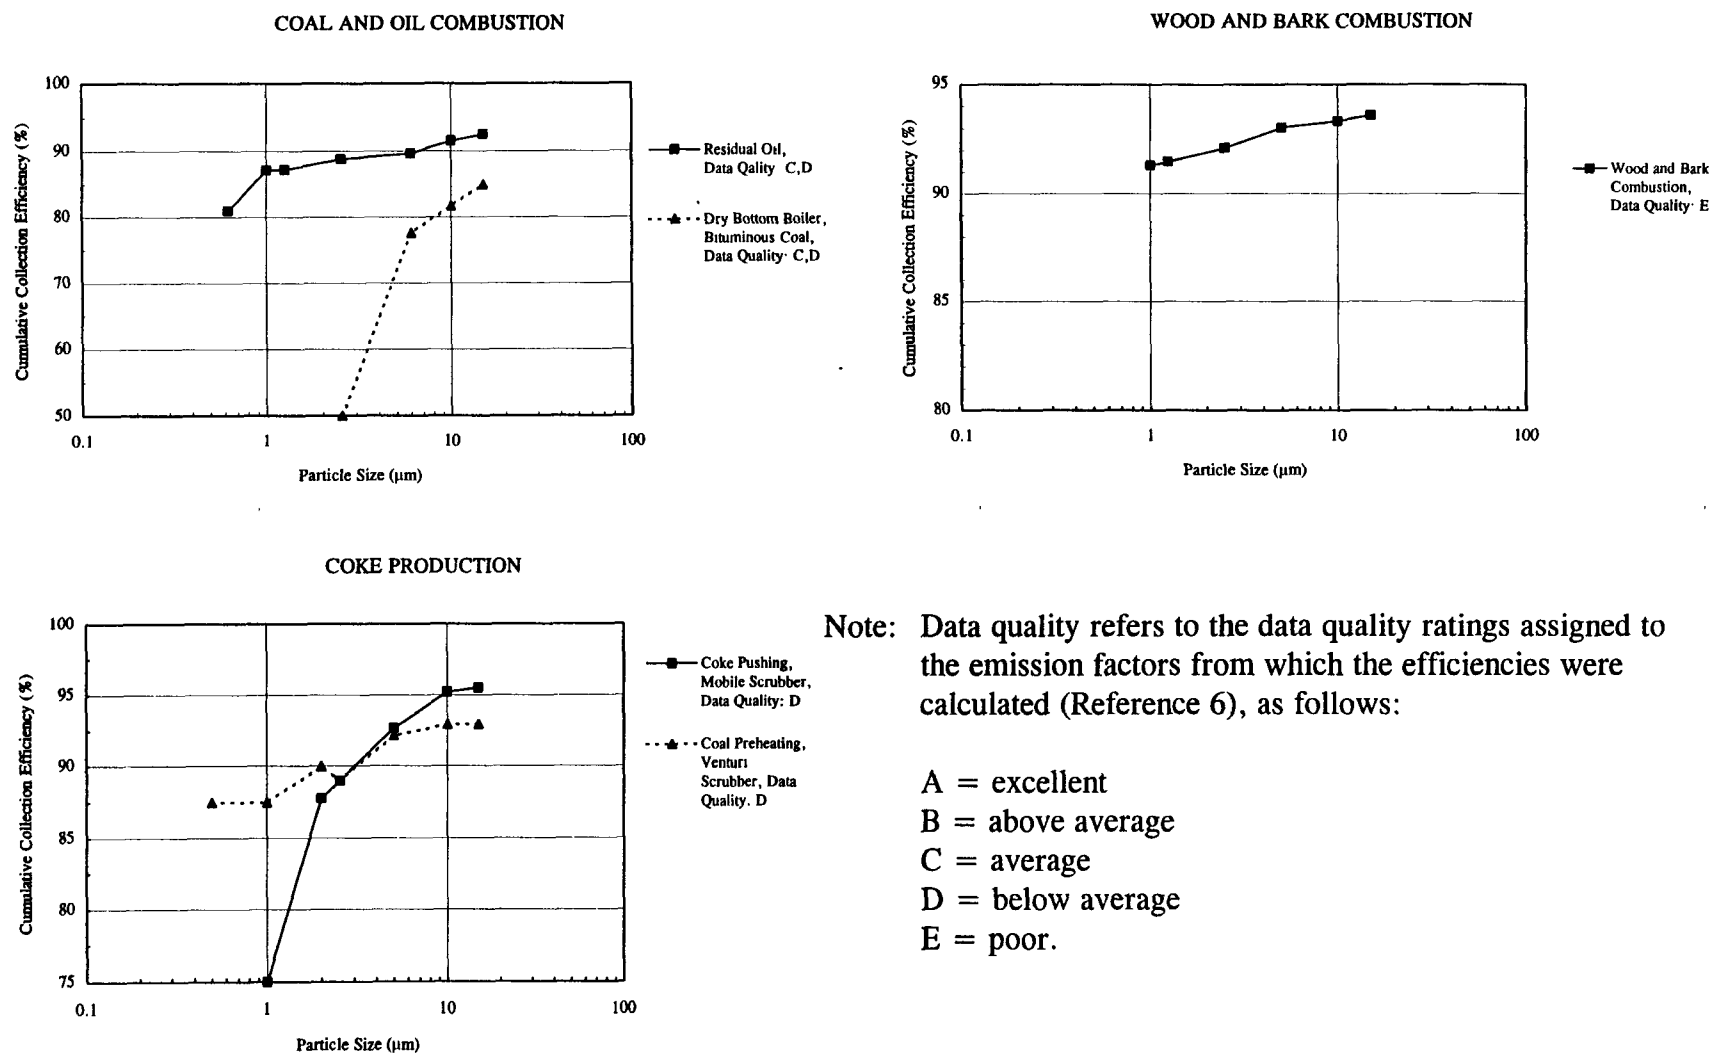 COAL AND OIL COMBUSTION
Cumulative Collection Efficiency (%)
100
90
80
70
60
50
0.1 1 10 100
Particle Size (µm)
Residual Oil,
Data Qality C,D
Dry Bottom Boiler,
Bituminous Coal,
Data Quality· C,D
WOOD AND BARK COMBUSTION
Cumulative Collection Efficiency (%)
95
90
85
80
0.1 1 10 100
Particle Size (µm)
Wood and Bark
Combustion,
Data Quality· E
COKE PRODUCTION
Cumulative Collection Efficiency (%)
100
95
90
85
80
75
0.1 1 10 100
Particle Size (µm)
Coke Pushing,
Mobile Scrubber,
Data Quality: D
Coal Preheating,
Venturi
Scrubber, Data
Quality. D
Note: Data quality refers to the data quality ratings assigned to
the emission factors from which the efficiencies were
calculated (Reference 6), as follows:
A = excellent
B = above average
C = average
D = below average
E = poor.